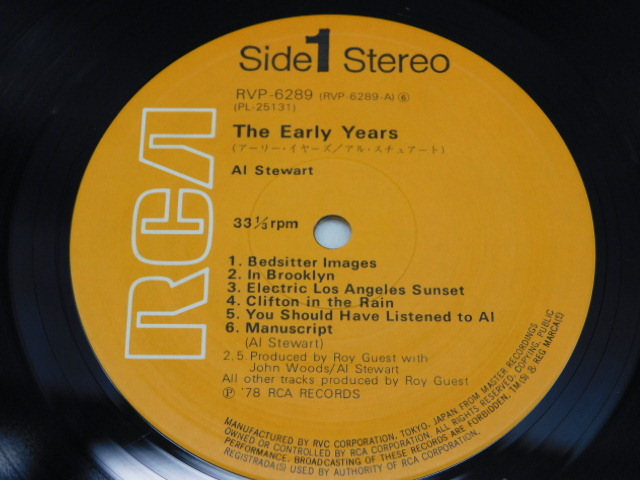 Side 1 Stereo
RVP-6289 (RVP-6289-A) ⑥
(PL-25131)
The Early Years
(アーリー・イヤーズ/アル・スチュアート)
Al Stewart
33 1/3 rpm
1. Bedsitter Images
2. In Brooklyn
3. Electric Los Angeles Sunset
4. Clifton in the Rain
5. You Should Have Listened to Al
6. Manuscript
(Al Stewart)
2,5. Produced by Roy Guest with
John Woods/Al Stewart
All other tracks produced by Roy Guest
Ⓟ '78 RCA RECORDS
RCA
MANUFACTURED BY RVC CORPORATION, TOKYO, JAPAN FROM MASTER RECORDINGS
OWNED OR CONTROLLED BY RCA CORPORATION. ALL RIGHTS RESERVED. COPYING, PUBLIC
PERFORMANCE, BROADCASTING OF THESE RECORDS ARE FORBIDDEN, TM(S) & REG. MARCA(S)
REGISTRADA(S) USED BY AUTHORITY OF RCA CORPORATION.